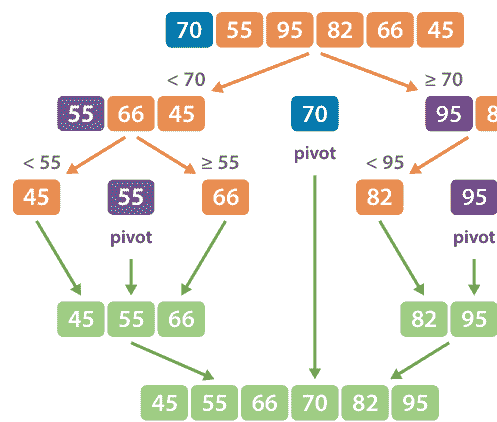 70 55 95 82 66 45
< 70 ≥ 70
55 66 45 70 95
pivot
< 55 ≥ 55 < 95
45 55 66 82 95
pivot pivot
45 55 66 82 95
45 55 66 70 82 95